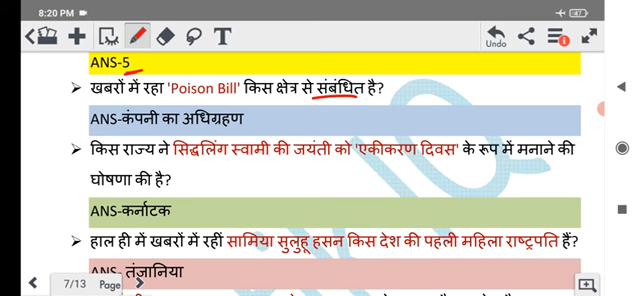 8:20 PM
47
Undo
ANS-5
➤ खबरों में रहा 'Poison Bill' किस क्षेत्र से संबंधित है?
ANS-कंपनी का अधिग्रहण
➤ किस राज्य ने सिद्धलिंग स्वामी की जयंती को 'एकीकरण दिवस' के रूप में मनाने की
घोषणा की है?
ANS-कर्नाटक
➤ हाल ही में खबरों में रहीं सामिया सुलुहू हसन किस देश की पहली महिला राष्ट्रपति हैं?
ANS- तंज़ानिया
7/13 Page